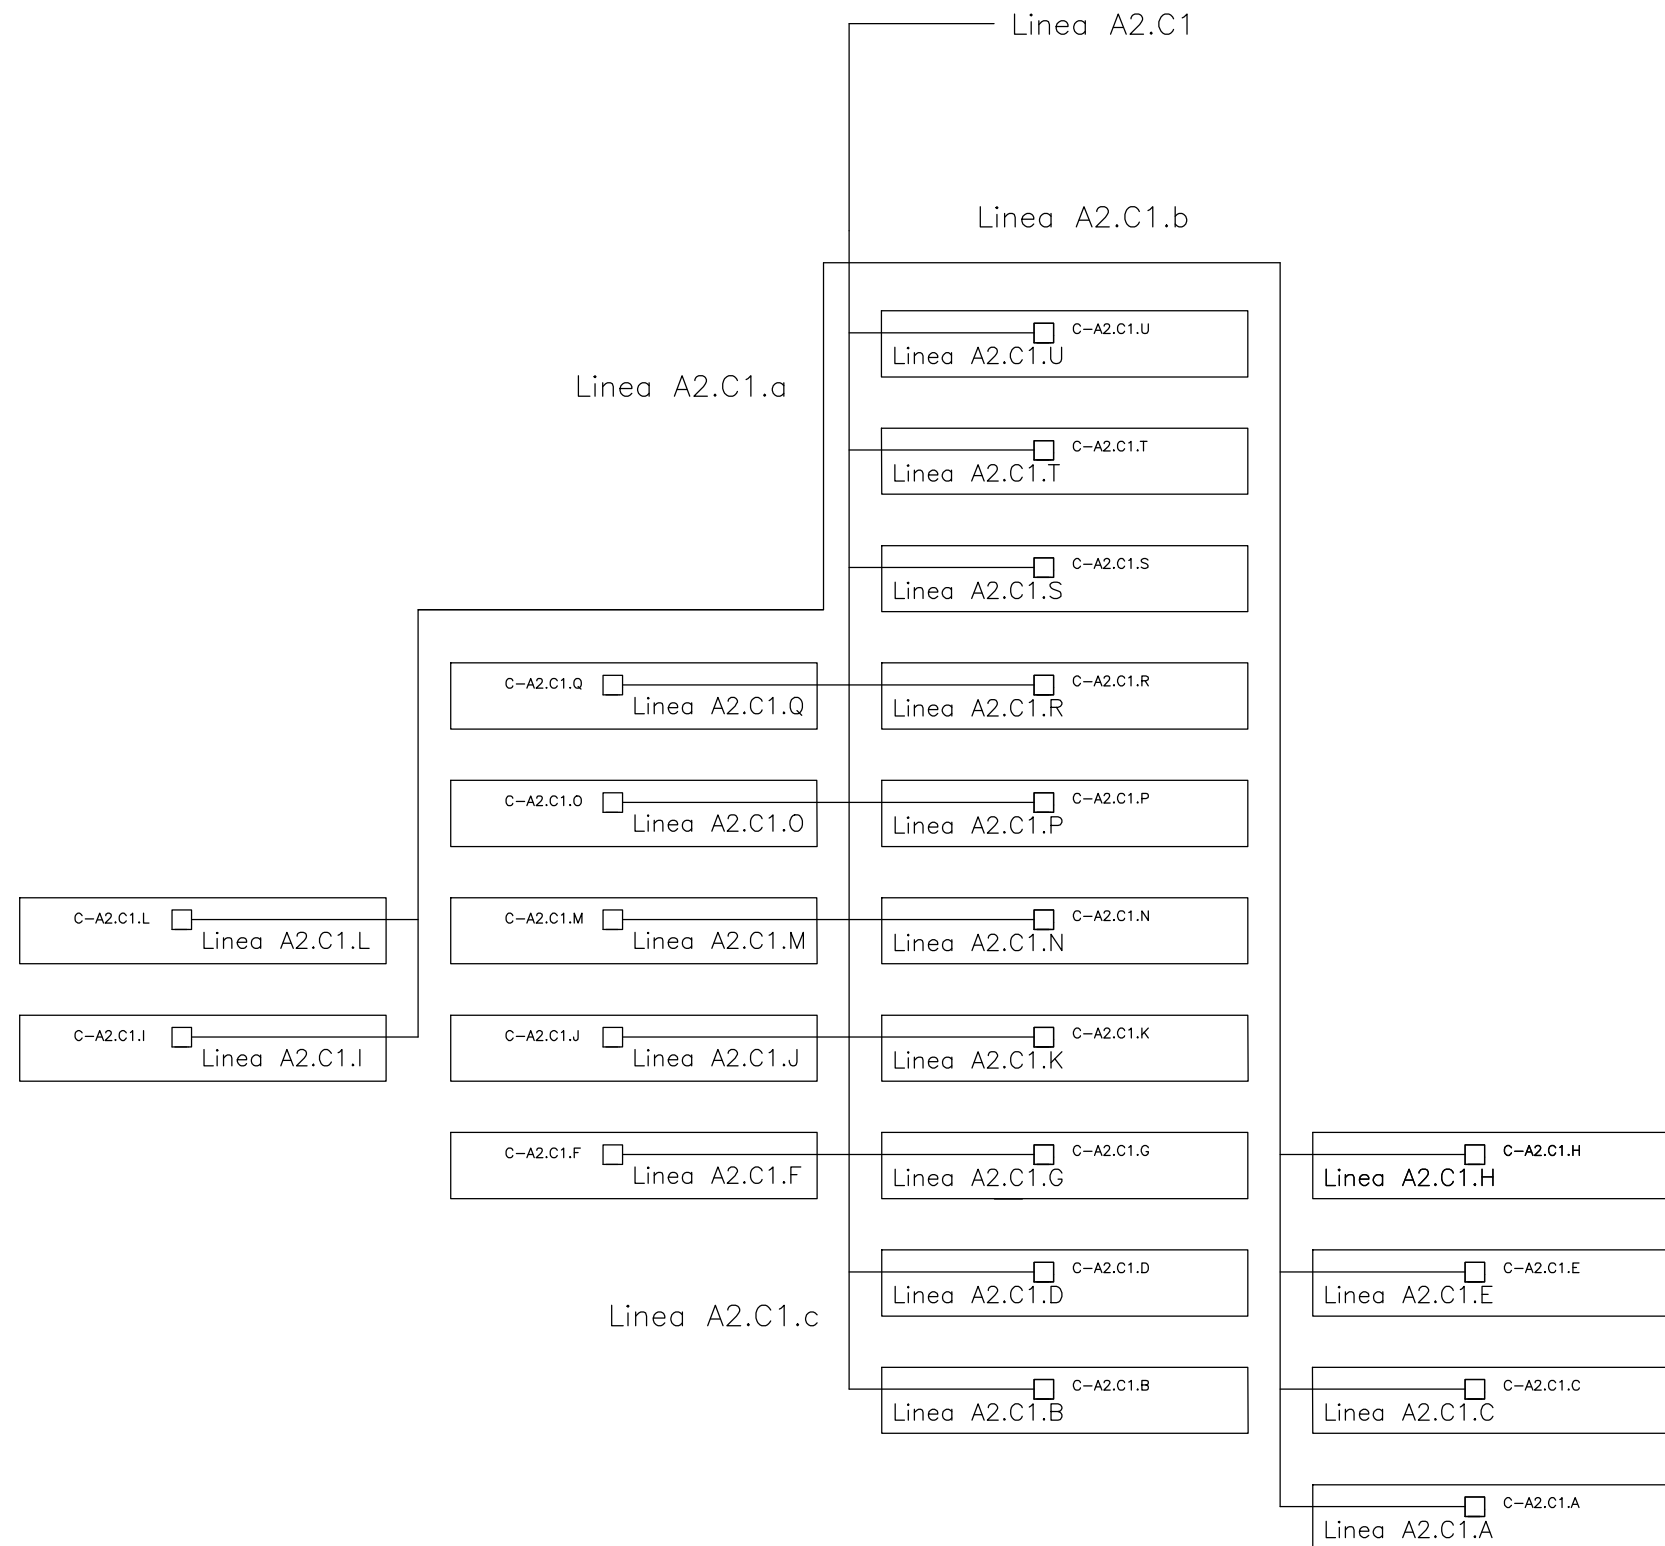 Linea A2.C1
Linea A2.C1.b
C-A2.C1.U
Linea A2.C1.U
Linea A2.C1.a
C-A2.C1.T
Linea A2.C1.T
C-A2.C1.S
Linea A2.C1.S
C-A2.C1.Q
Linea A2.C1.Q
C-A2.C1.R
Linea A2.C1.R
C-A2.C1.O
Linea A2.C1.O
C-A2.C1.P
Linea A2.C1.P
C-A2.C1.L
Linea A2.C1.L
C-A2.C1.M
Linea A2.C1.M
C-A2.C1.N
Linea A2.C1.N
C-A2.C1.I
Linea A2.C1.I
C-A2.C1.J
Linea A2.C1.J
C-A2.C1.K
Linea A2.C1.K
C-A2.C1.F
Linea A2.C1.F
C-A2.C1.G
Linea A2.C1.G
C-A2.C1.H
Linea A2.C1.H
C-A2.C1.D
Linea A2.C1.D
C-A2.C1.E
Linea A2.C1.E
Linea A2.C1.c
C-A2.C1.B
Linea A2.C1.B
C-A2.C1.C
Linea A2.C1.C
C-A2.C1.A
Linea A2.C1.A